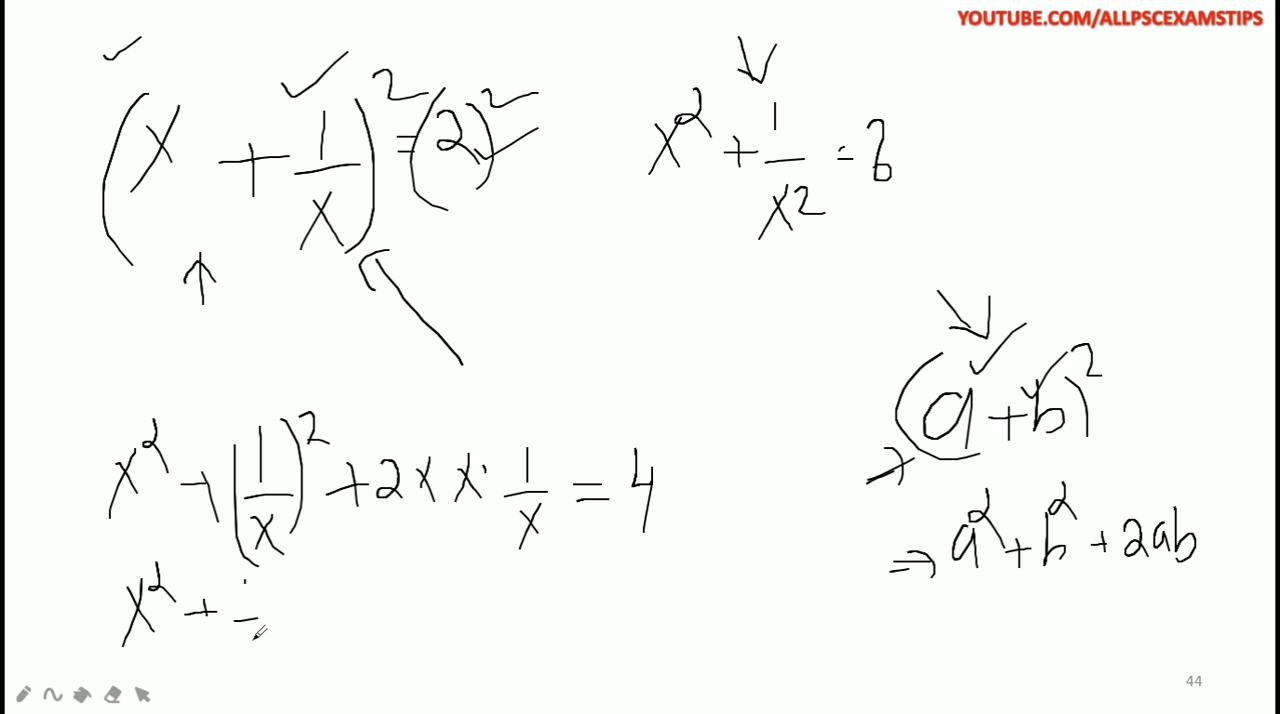 YOUTUBE.COM/ALLPSCEXAMSTIPS
(x + 1/x)² = (2)²
x² + 1/x² = ?
(a + b)²
x² + (1/x)² + 2 × x · 1/x = 4
⇒ a² + b² + 2ab
x² +
44